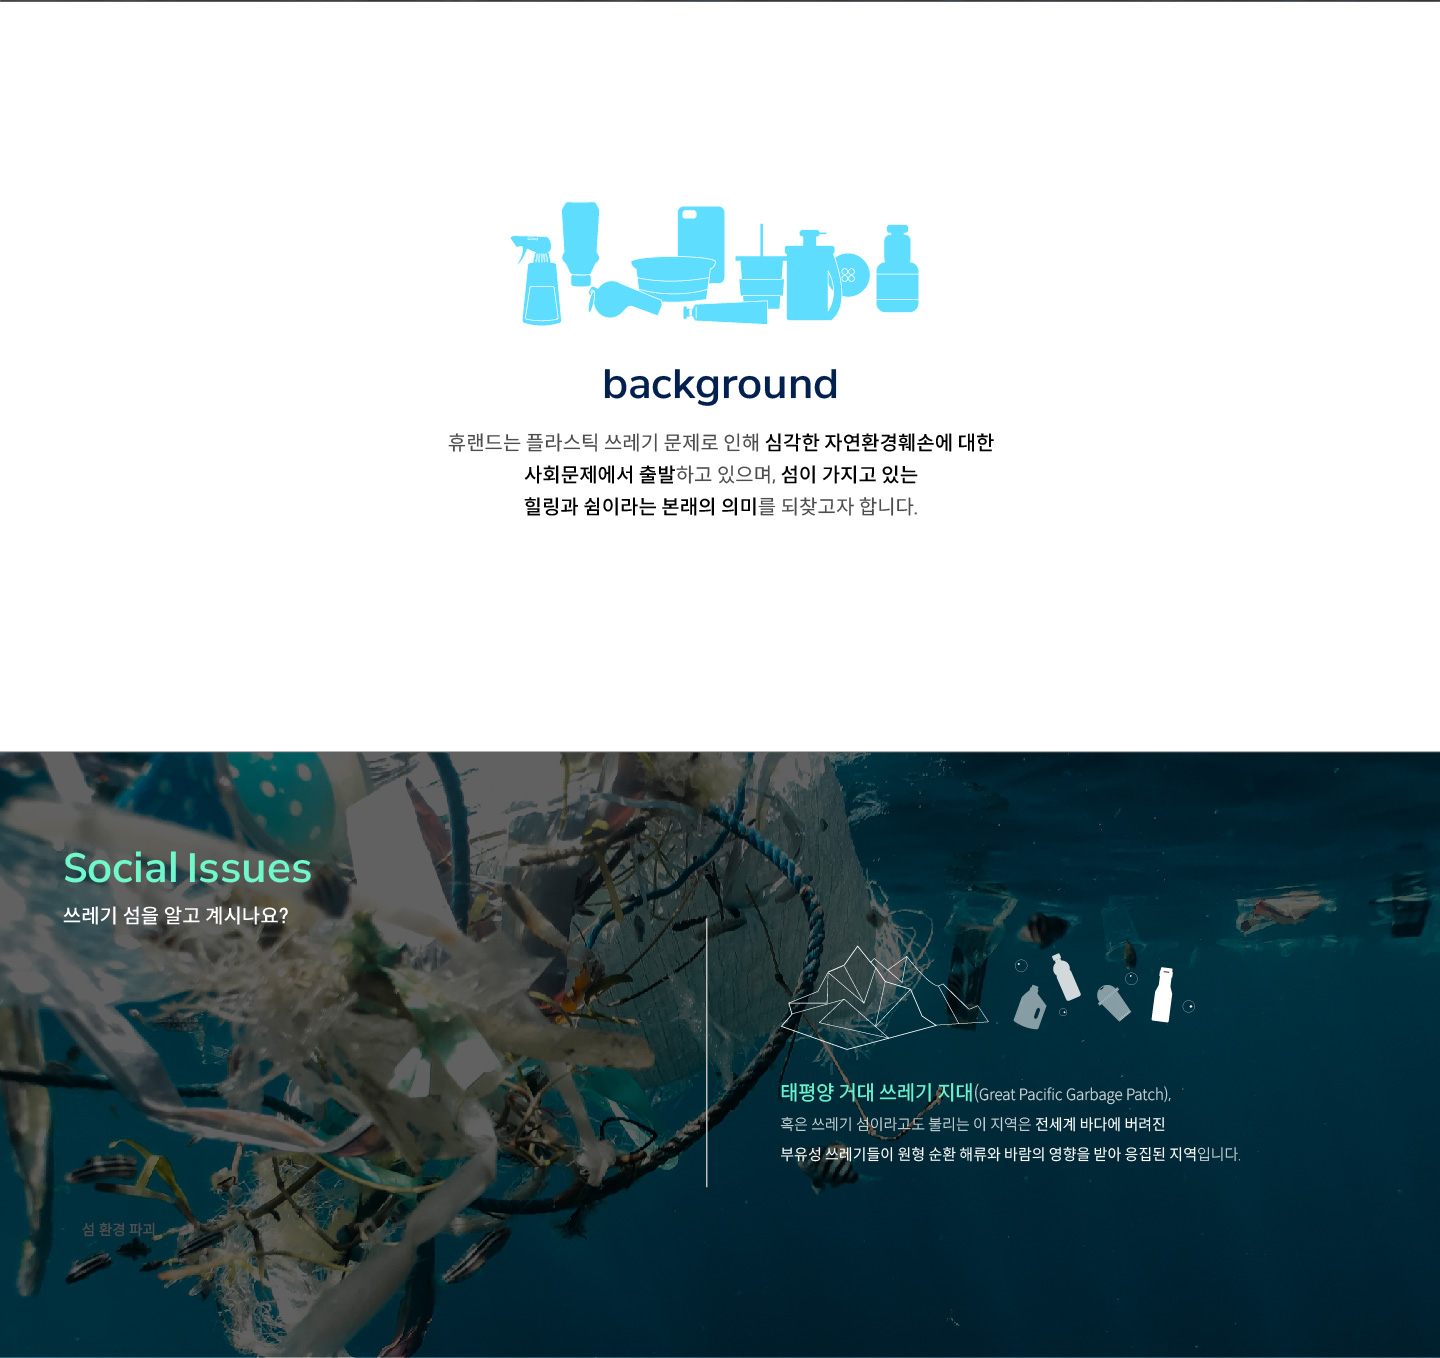 background
휴랜드는 플라스틱 쓰레기 문제로 인해 심각한 자연환경훼손에 대한
사회문제에서 출발하고 있으며, 섬이 가지고 있는
힐링과 쉼이라는 본래의 의미를 되찾고자 합니다.
Social Issues
쓰레기 섬을 알고 계시나요?
태평양 거대 쓰레기 지대(Great Pacific Garbage Patch),
혹은 쓰레기 섬이라고도 불리는 이 지역은 전세계 바다에 버려진
부유성 쓰레기들이 원형 순환 해류와 바람의 영향을 받아 응집된 지역입니다.
섬 환경 파괴